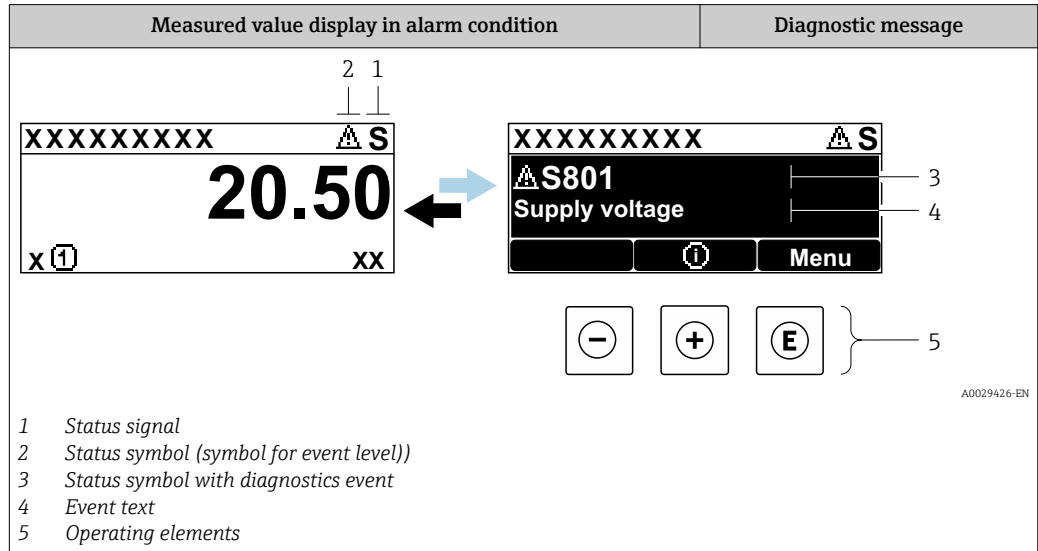 Measured value display in alarm condition Diagnostic message
2 1
XXXXXXXXX ⚠ S
20.50
x ① xx
XXXXXXXXX ⚠ S
⚠S801
Supply voltage
ⓘ Menu
3
4
− + E
5
A0029426-EN
1 Status signal
2 Status symbol (symbol for event level))
3 Status symbol with diagnostics event
4 Event text
5 Operating elements